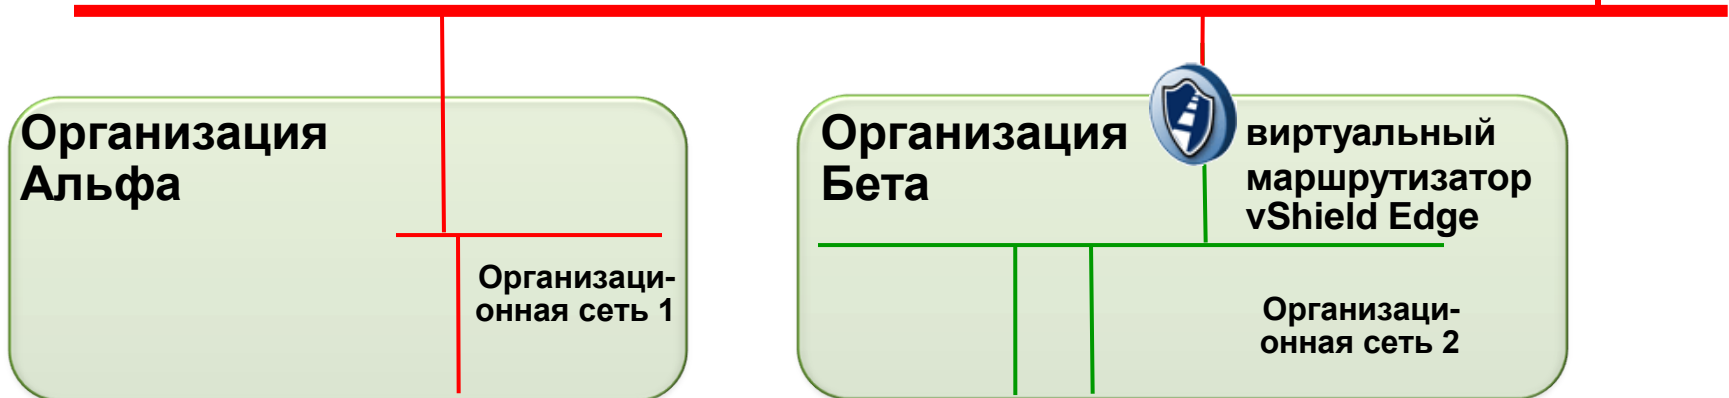 Организация
Альфа
Организаци-
онная сеть 1
Организация
Бета
виртуальный
маршрутизатор
vShield Edge
Организаци-
онная сеть 2